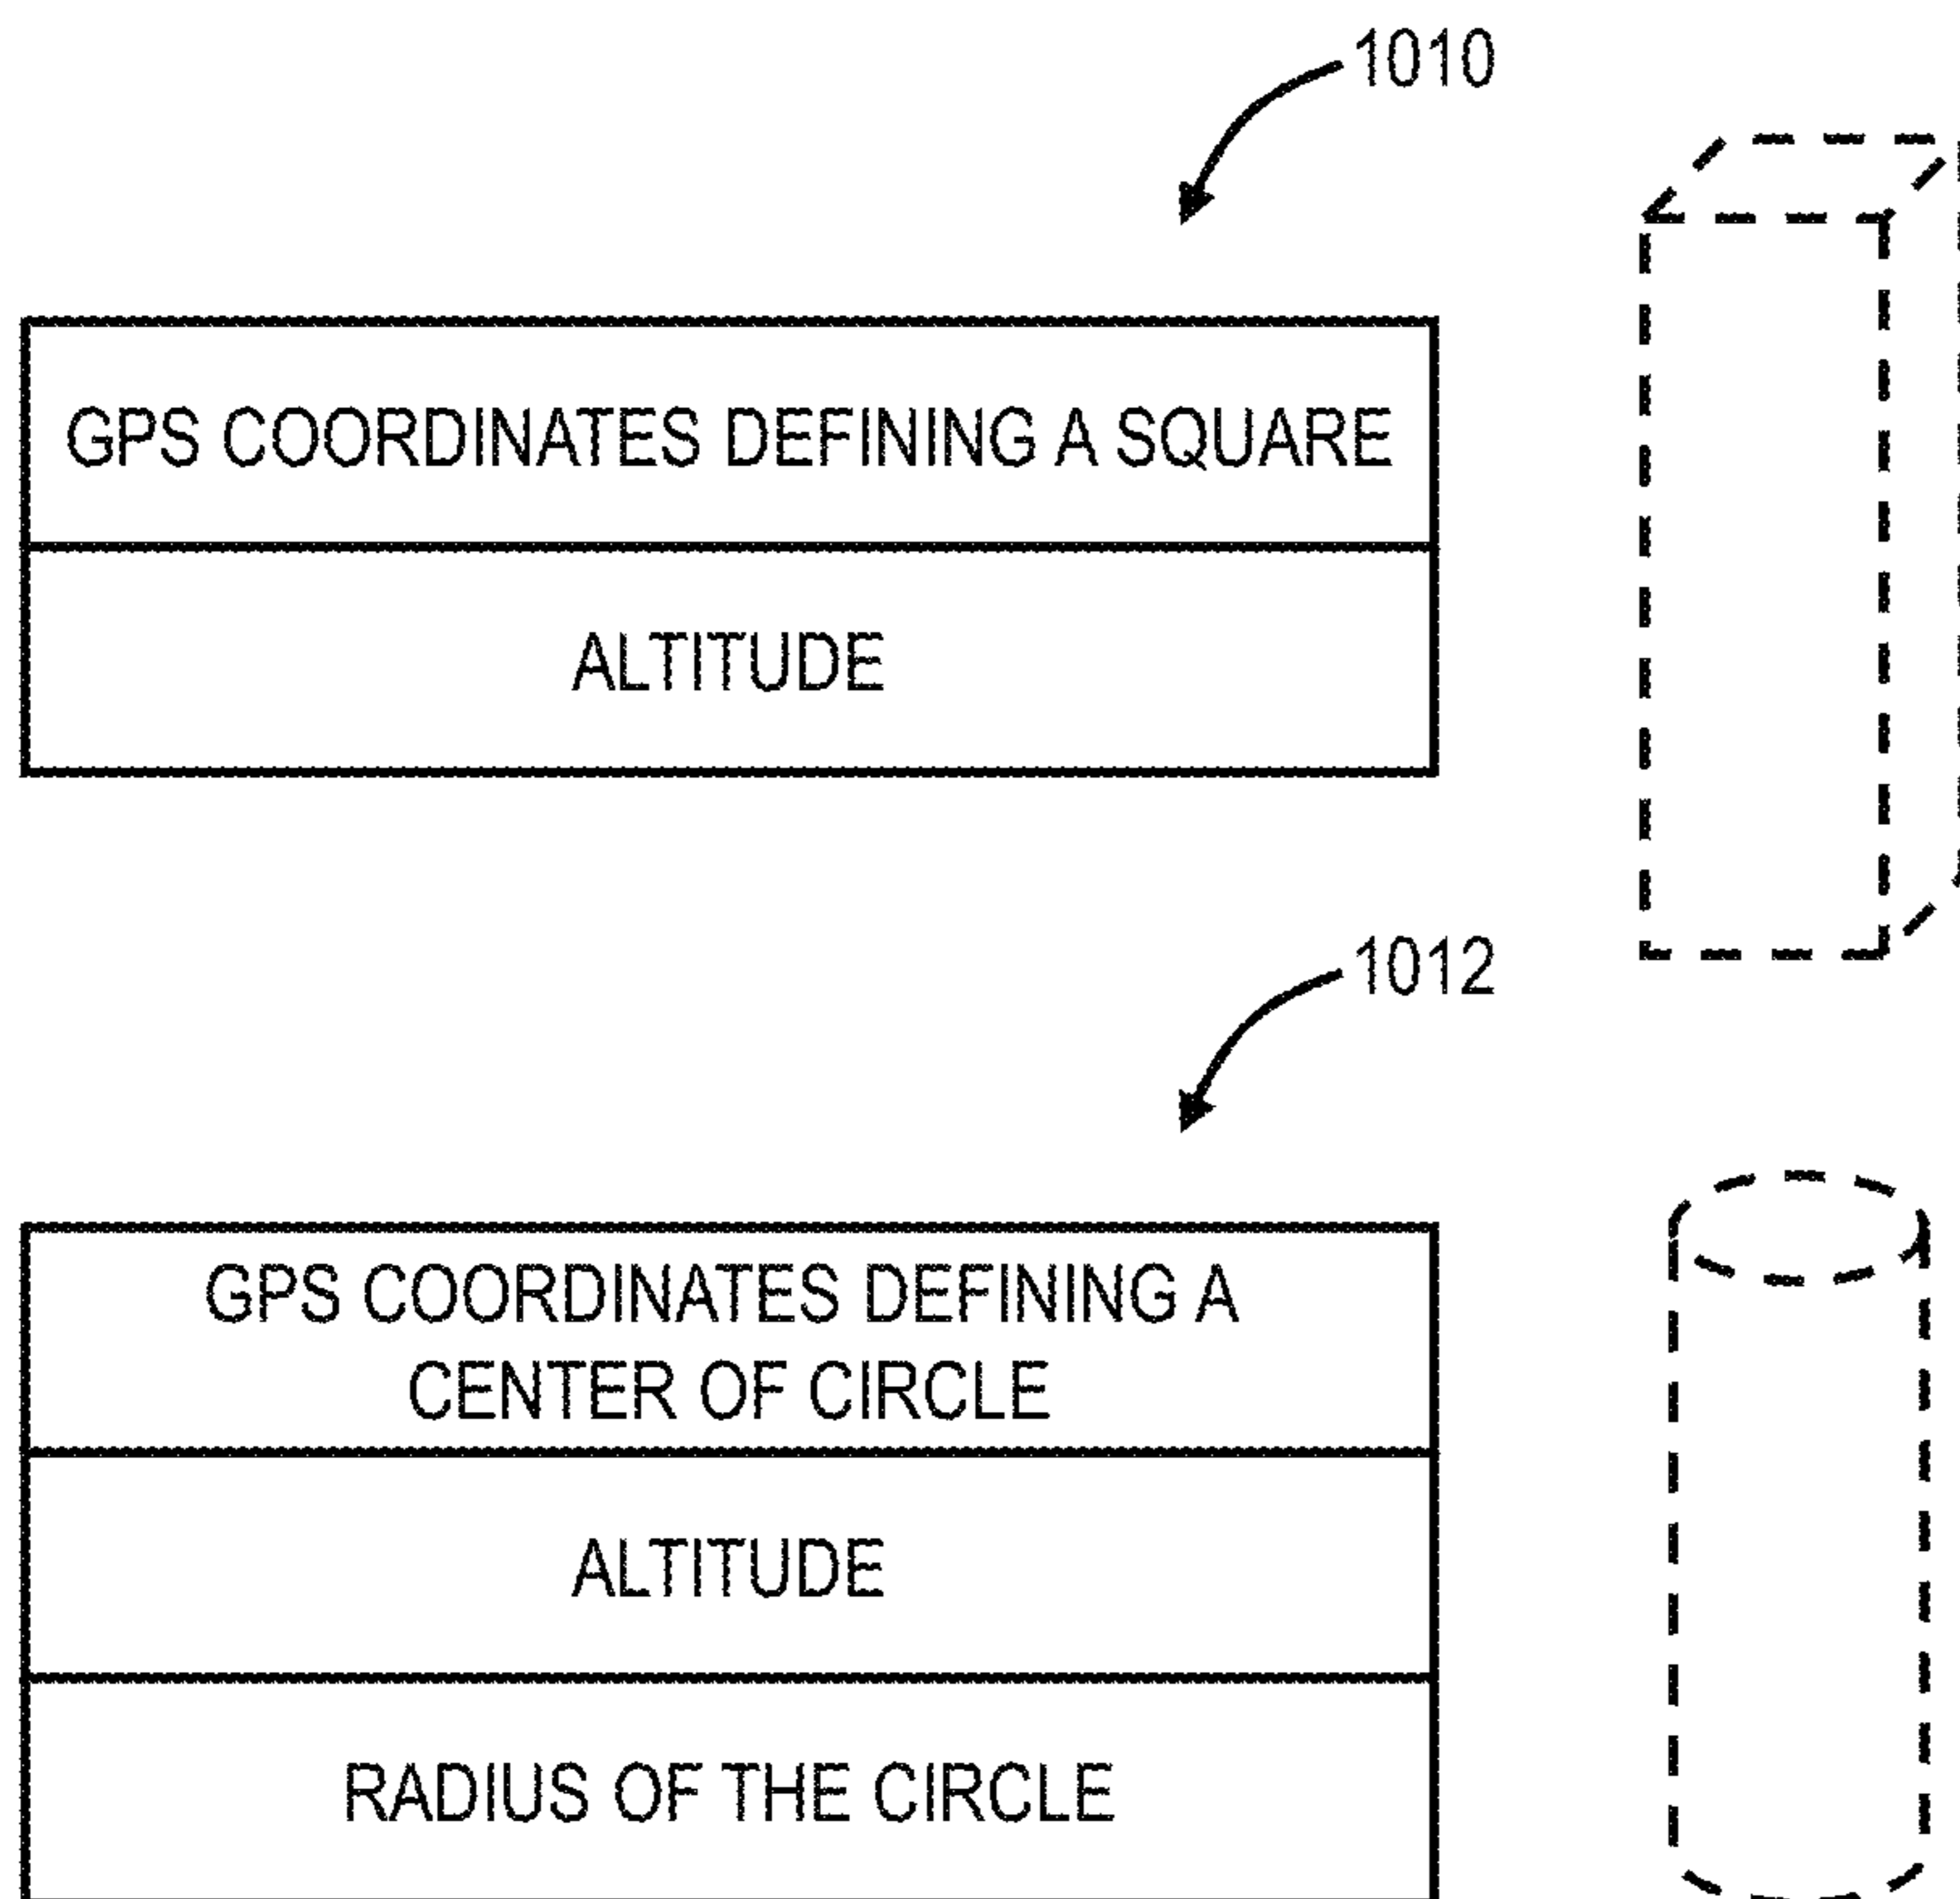 1010
GPS COORDINATES DEFINING A SQUARE
ALTITUDE
1012
GPS COORDINATES DEFINING A
CENTER OF CIRCLE
ALTITUDE
RADIUS OF THE CIRCLE